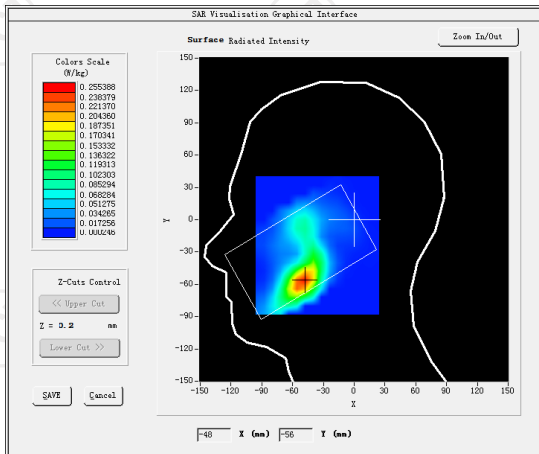 SAR Visualisation Graphical Interface
Surface Radiated Intensity
Zoom In/Out
Colors Scale
(W/kg)
0.255388
0.238379
0.221370
0.204360
0.187351
0.170341
0.153332
0.136322
0.119313
0.102303
0.085294
0.068284
0.051275
0.034265
0.017256
0.000246
Z-Cuts Control
<< Upper Cut
Z = 0.2 mm
Lower Cut >>
SAVE Cancel
150
120
90
60
30
0
-30
-60
-90
-120
-150
Y
-150 -120 -90 -60 -30 0 30 60 90 120 150
X
-48 X (mm) -56 Y (mm)